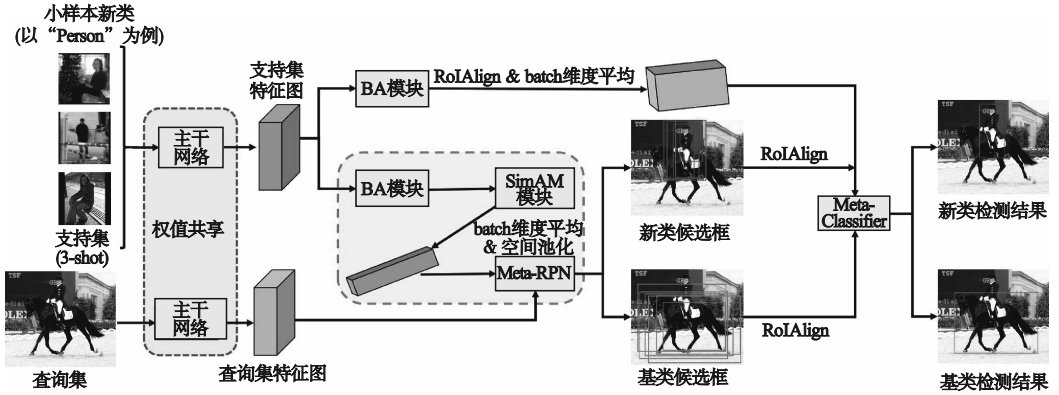 小样本新类
(以“Person”为例)
支持集
(3-shot)
查询集
主干
网络
权值共享
主干
网络
支持集
特征图
查询集特征图
BA模块
RoIAlign & batch维度平均
BA模块
SimAM
模块
batch维度平均
& 空间池化
Meta-RPN
新类候选框
基类候选框
RoIAlign
RoIAlign
Meta-
Classifier
新类检测结果
基类检测结果